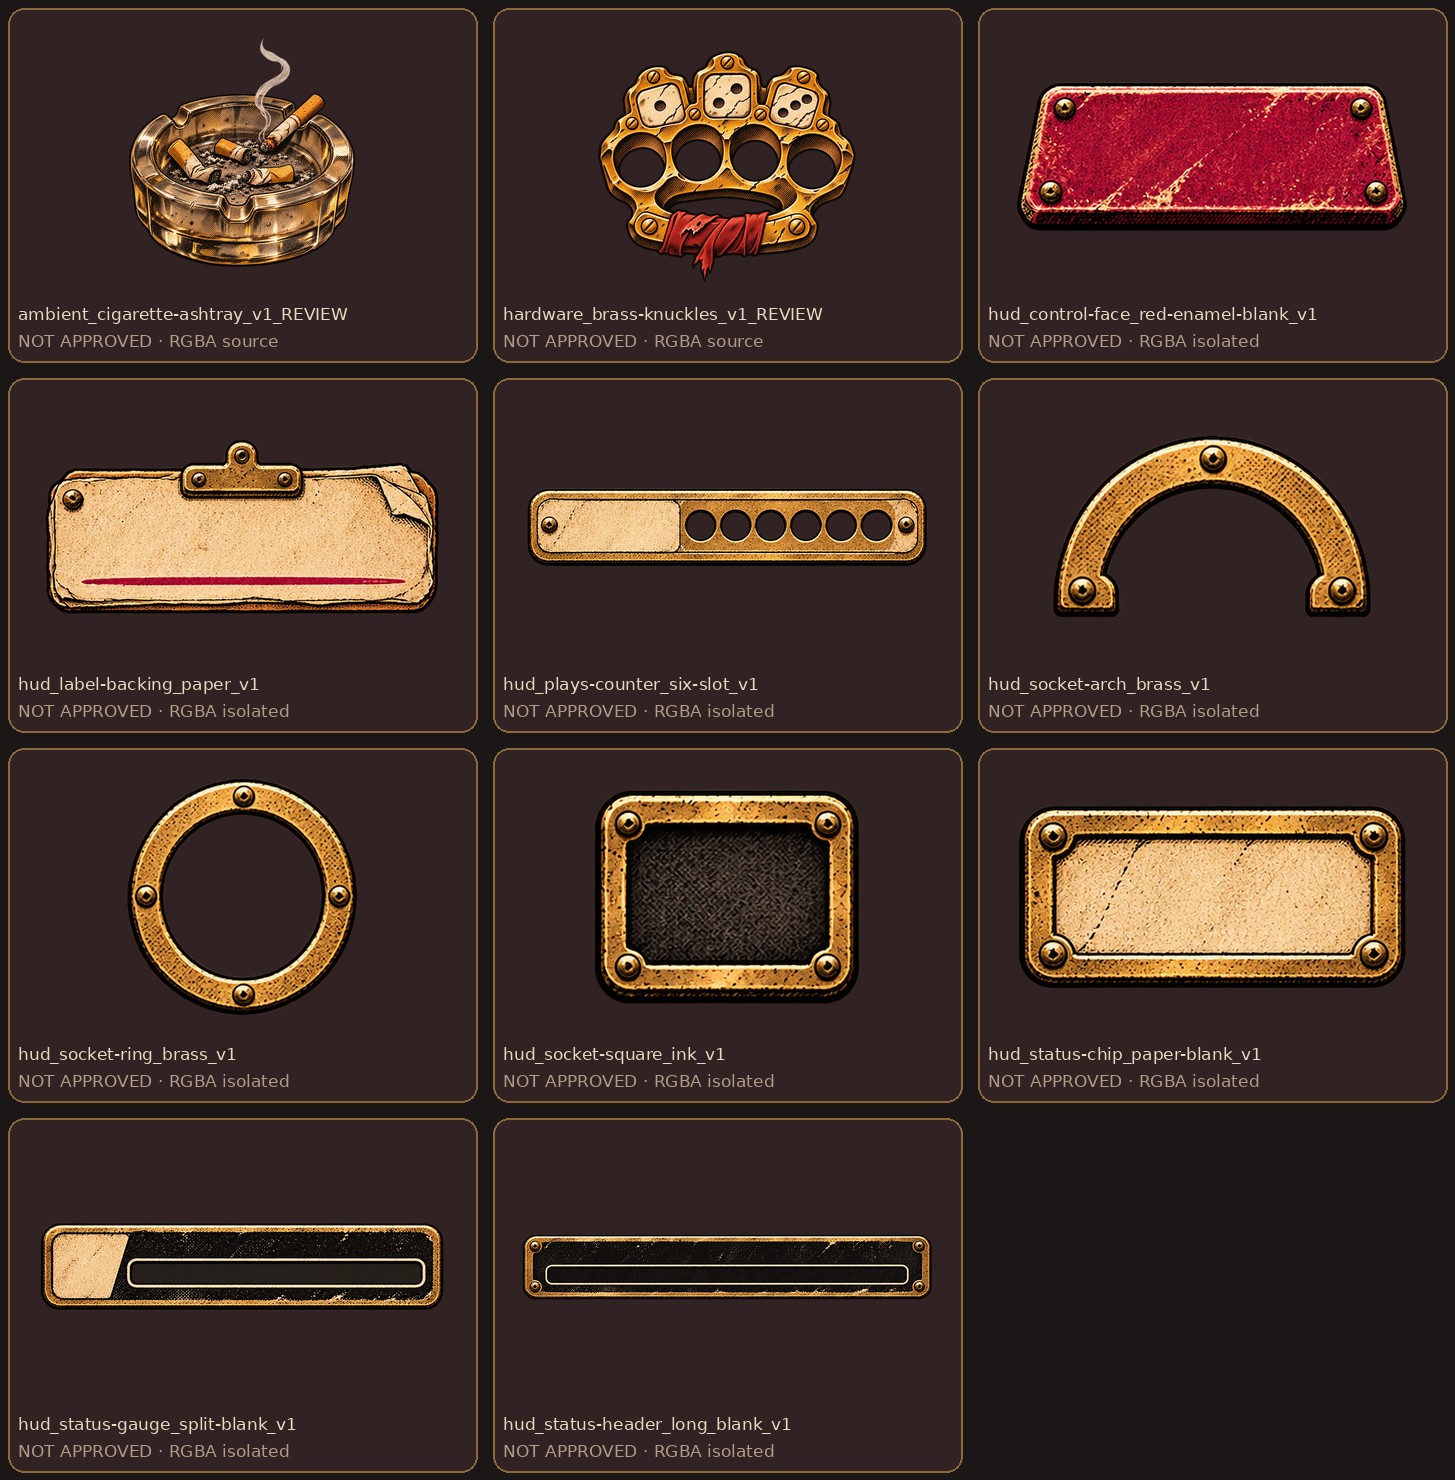 ambient_cigarette-ashtray_v1_REVIEW
NOT APPROVED · RGBA source
hardware_brass-knuckles_v1_REVIEW
NOT APPROVED · RGBA source
hud_control-face_red-enamel-blank_v1
NOT APPROVED · RGBA isolated
hud_label-backing_paper_v1
NOT APPROVED · RGBA isolated
hud_plays-counter_six-slot_v1
NOT APPROVED · RGBA isolated
hud_socket-arch_brass_v1
NOT APPROVED · RGBA isolated
hud_socket-ring_brass_v1
NOT APPROVED · RGBA isolated
hud_socket-square_ink_v1
NOT APPROVED · RGBA isolated
hud_status-chip_paper-blank_v1
NOT APPROVED · RGBA isolated
hud_status-gauge_split-blank_v1
NOT APPROVED · RGBA isolated
hud_status-header_long_blank_v1
NOT APPROVED · RGBA isolated